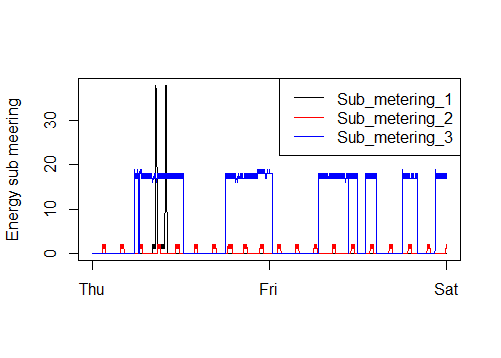 Energy sub meering
30
20
10
0
Sub_metering_1
Sub_metering_2
Sub_metering_3
Thu Fri Sat